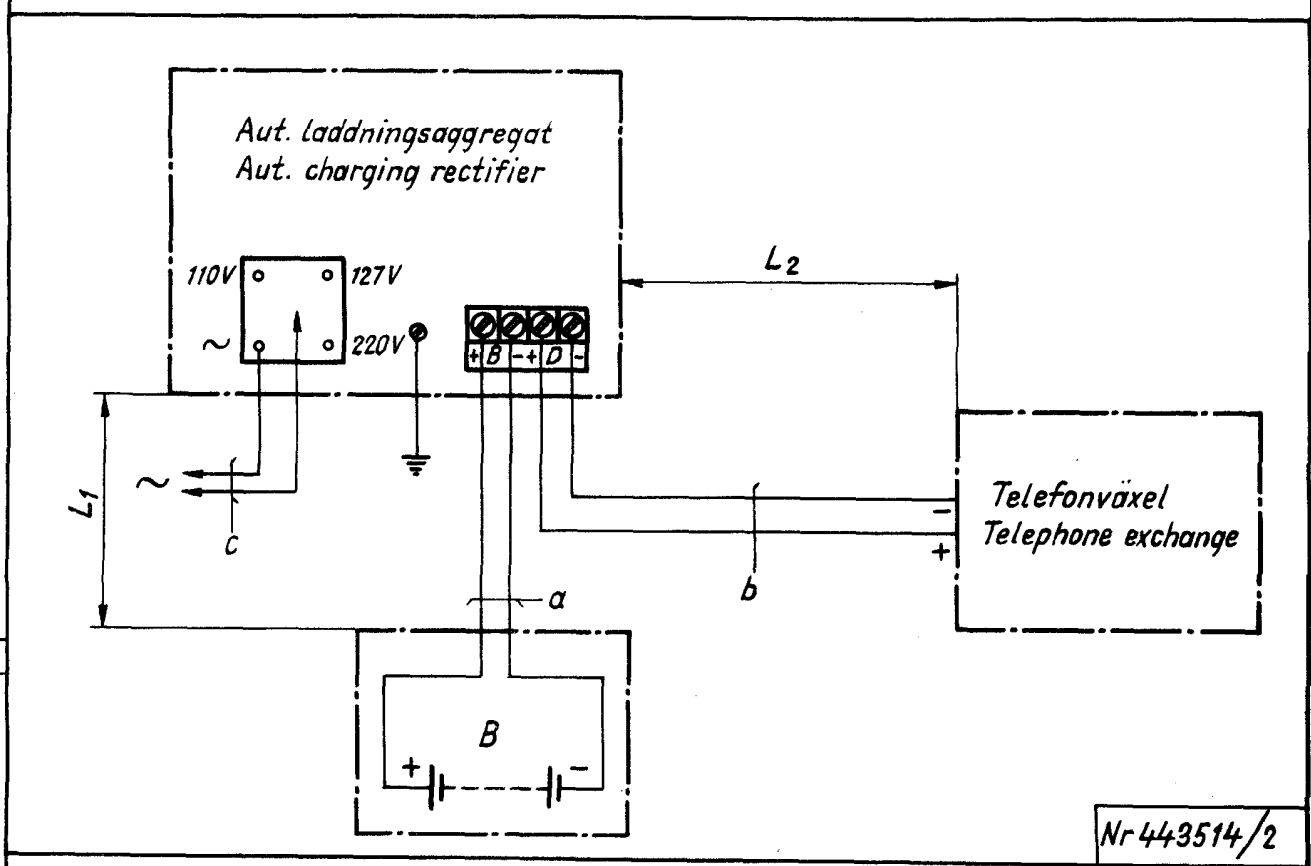 Aut. laddningsaggregat
Aut. charging rectifier
110V
127V
~
220V
+ B - + D -
L2
L1
~
c
a
b
-
+
Telefonväxel
Telephone exchange
B
+ -
Nr 443514/2